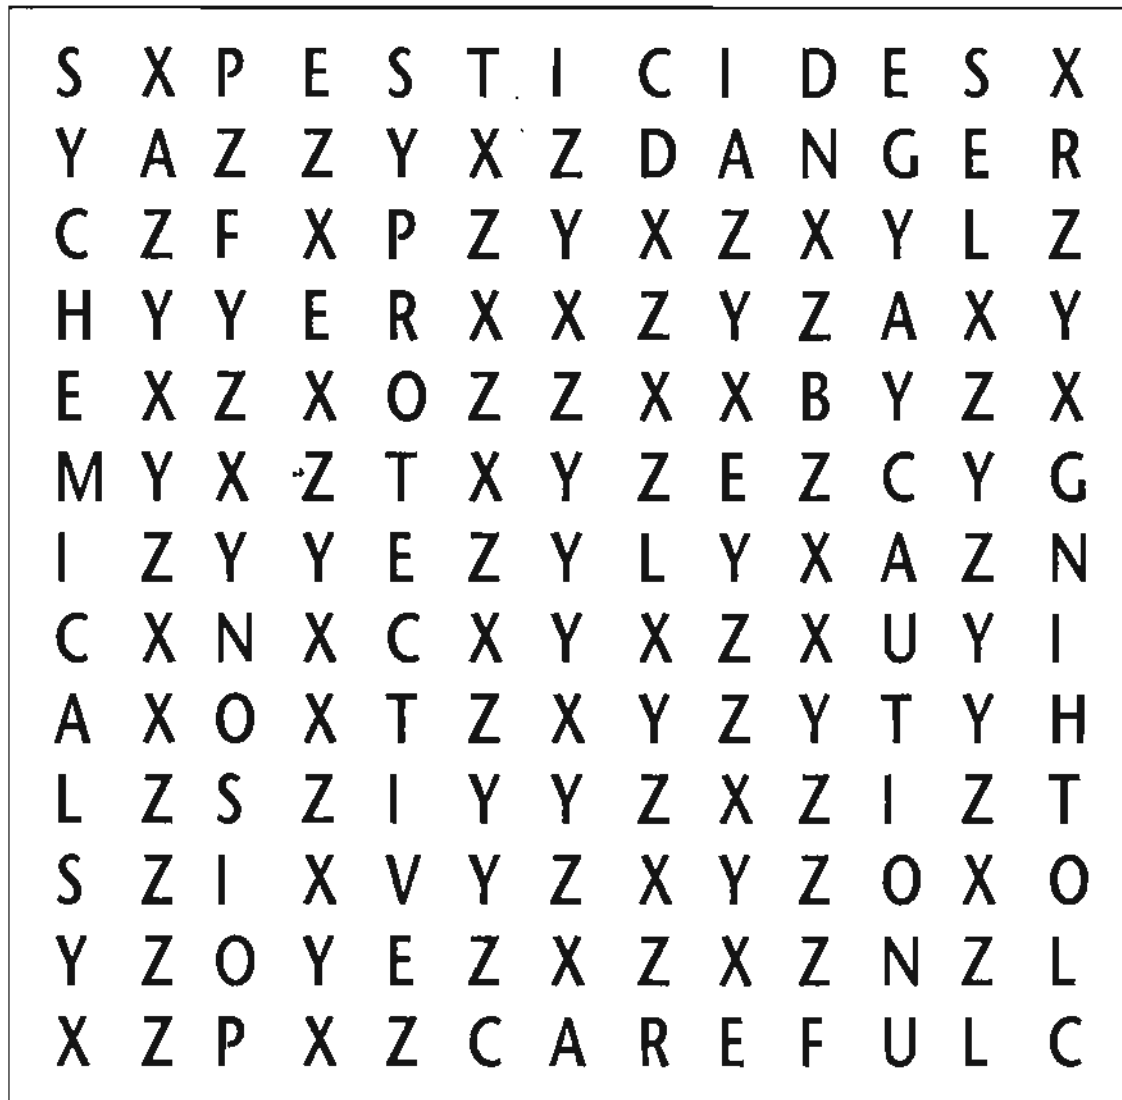 S X P E S T I C I D E S X
Y A Z Z Y X Z D A N G E R
C Z F X P Z Y X Z X Y L Z
H Y Y E R X X Z Y Z A X Y
E X Z X O Z Z X X B Y Z X
M Y X Z T X Y Z E Z C Y G
I Z Y Y E Z Y L Y X A Z N
C X N X C X Y X Z X U Y I
A X O X T Z X Y Z Y T Y H
L Z S Z I Y Y Z X Z I Z T
S Z I X V Y Z X Y Z O X O
Y Z O Y E Z X Z X Z N Z L
X Z P X Z C A R E F U L C